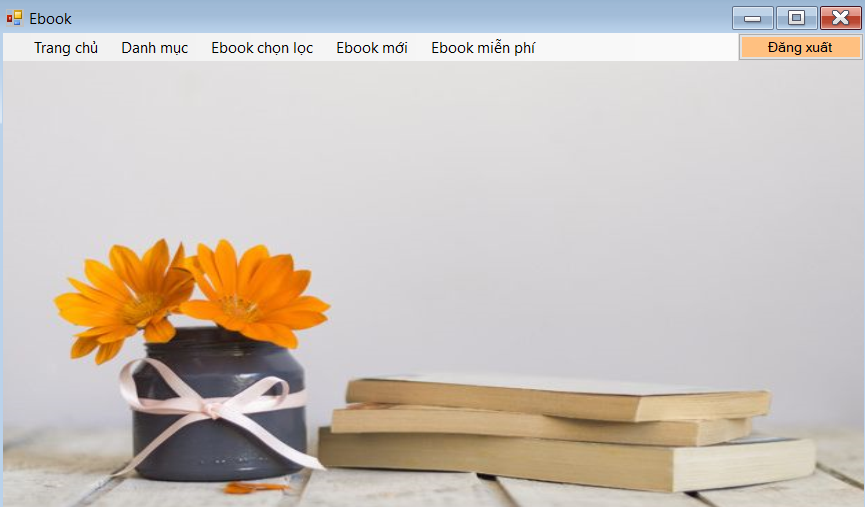 Ebook
Trang chủ Danh mục Ebook chọn lọc Ebook mới Ebook miễn phí Đăng xuất